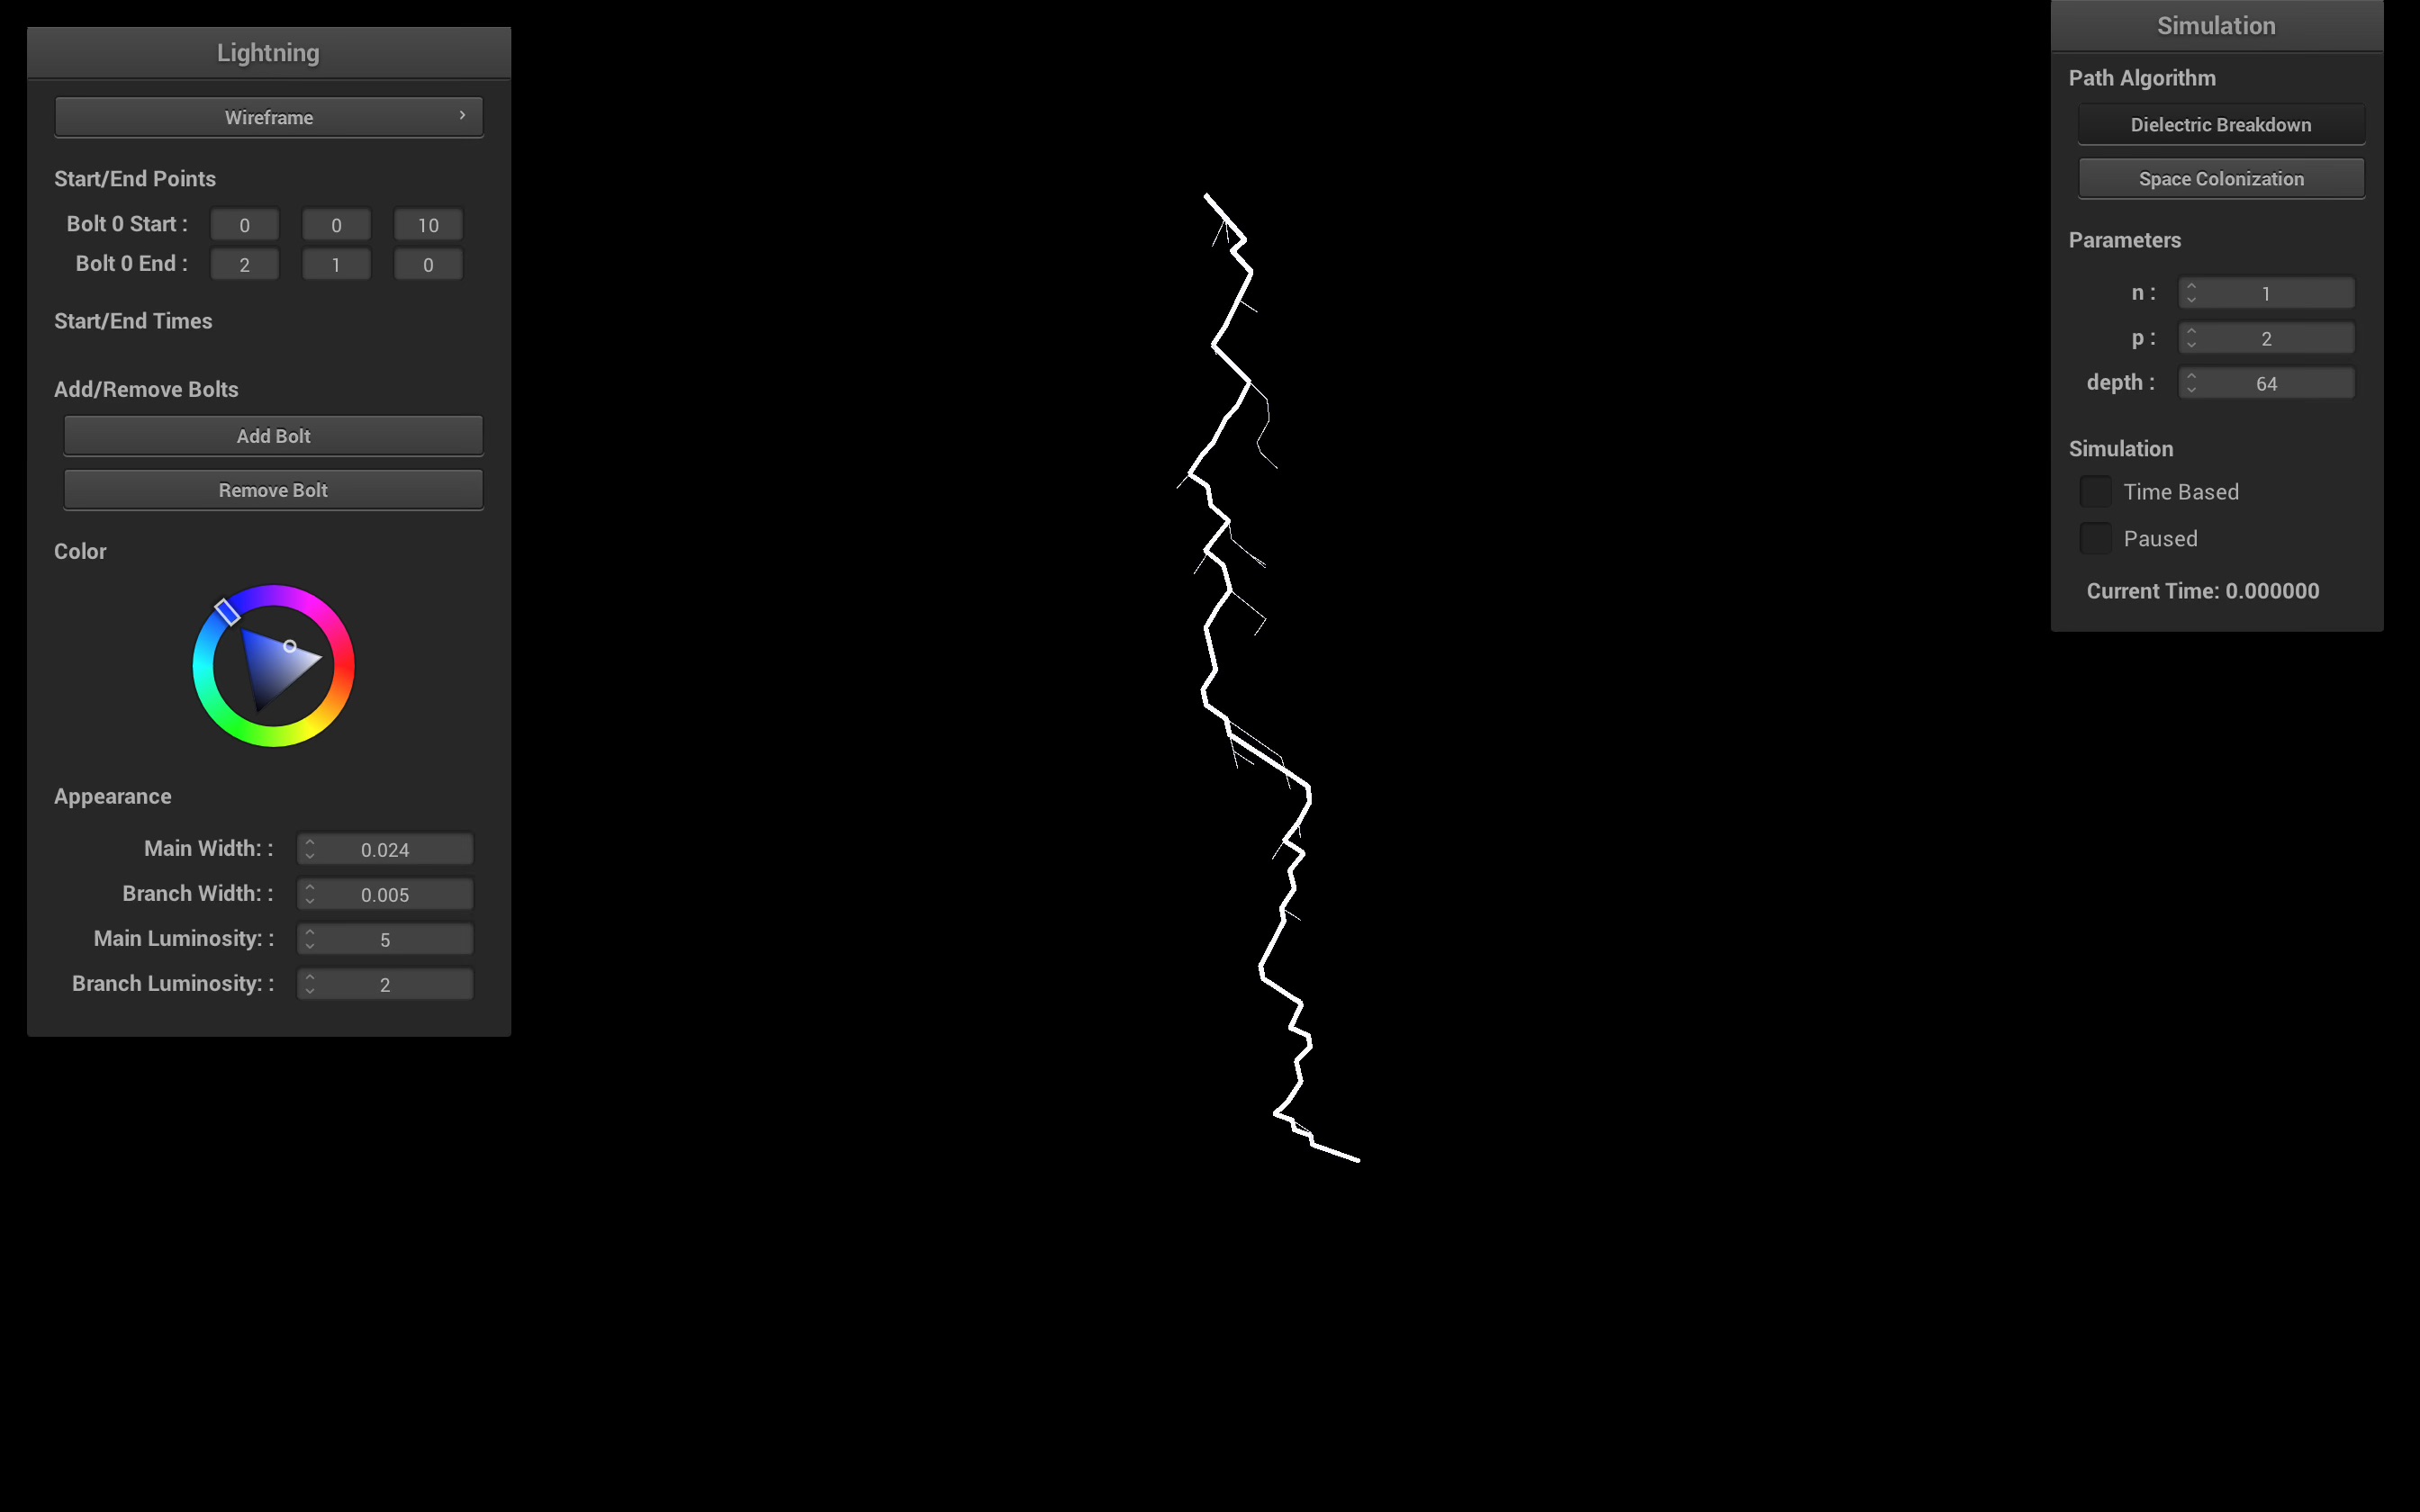 Lightning
Wireframe
Start/End Points
Bolt 0 Start : 0 0 10
Bolt 0 End : 2 1 0
Start/End Times
Add/Remove Bolts
Add Bolt
Remove Bolt
Color
Appearance
Main Width: : 0.024
Branch Width: : 0.005
Main Luminosity: : 5
Branch Luminosity: : 2
Simulation
Path Algorithm
Dielectric Breakdown
Space Colonization
Parameters
n : 1
p : 2
depth : 64
Simulation
Time Based
Paused
Current Time: 0.000000